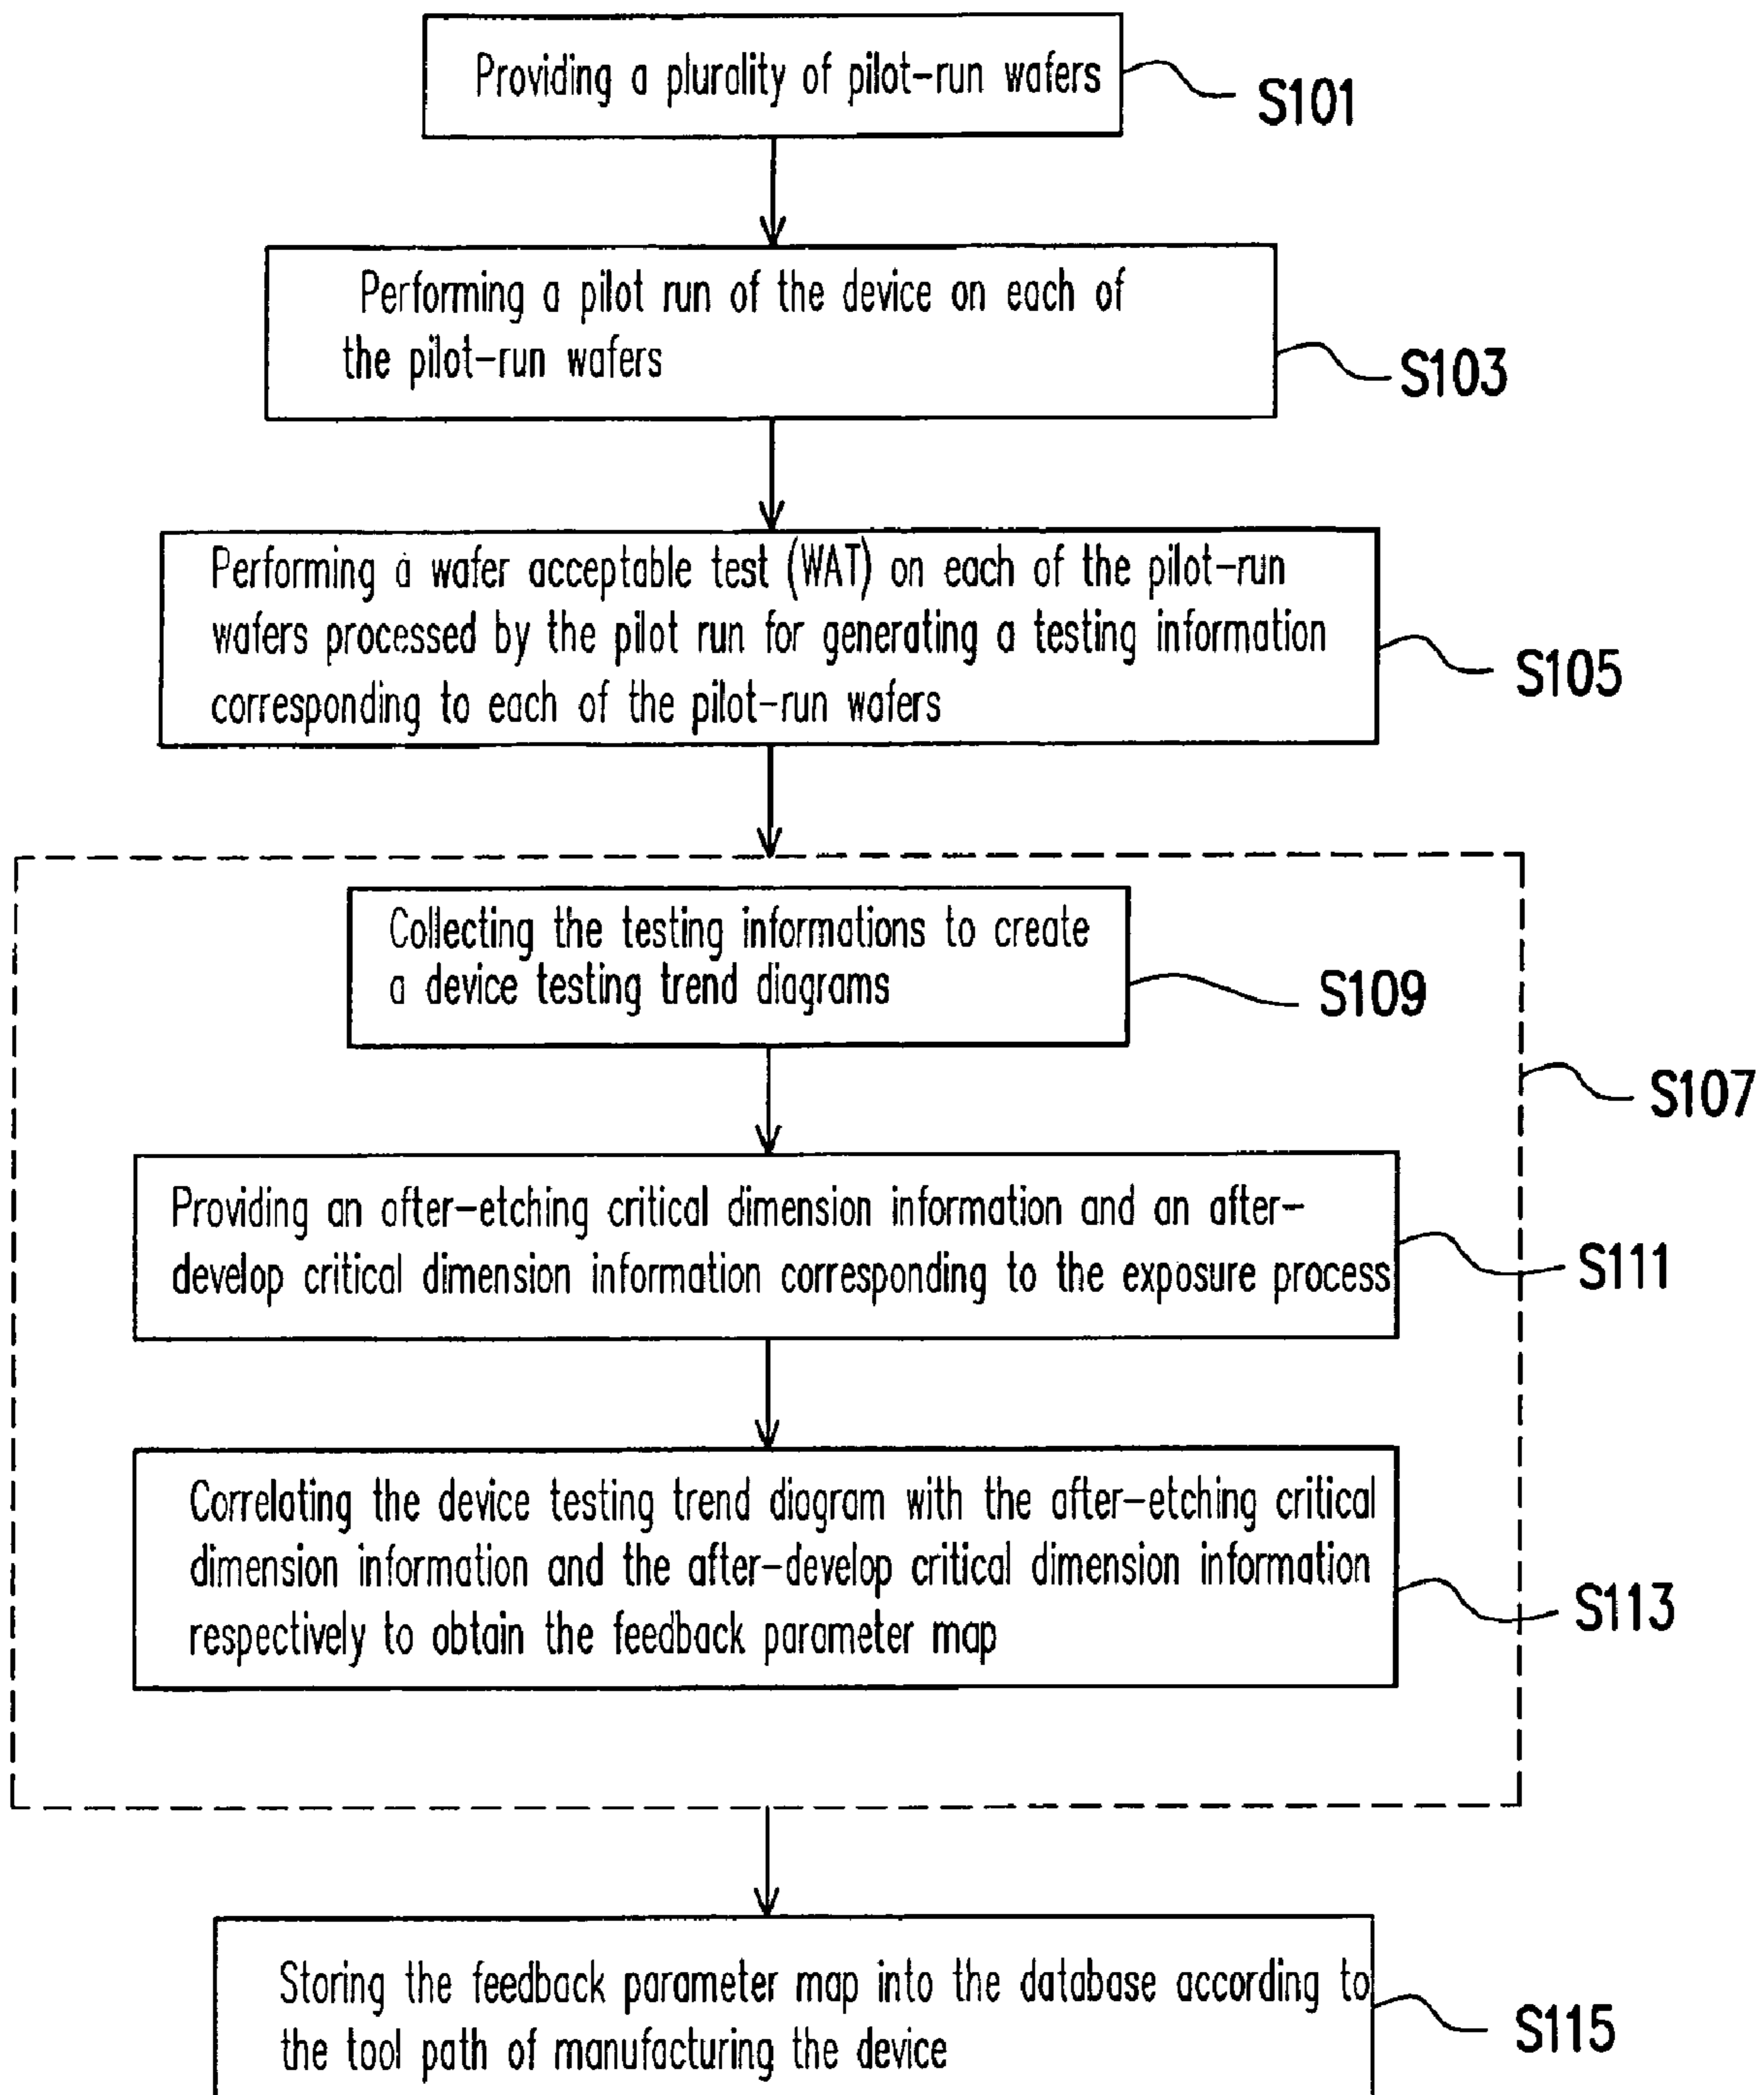 Providing a plurality of pilot-run wafers
S101
Performing a pilot run of the device on each of
the pilot-run wafers
S103
Performing a wafer acceptable test (WAT) on each of the pilot-run
wafers processed by the pilot run for generating a testing information
corresponding to each of the pilot-run wafers
S105
Collecting the testing informations to create
a device testing trend diagrams
S109
S107
Providing an after-etching critical dimension information and an after-
develop critical dimension information corresponding to the exposure process
S111
Correlating the device testing trend diagram with the after-etching critical
dimension information and the after-develop critical dimension information
respectively to obtain the feedback parameter map
S113
Storing the feedback parameter map into the database according to
the tool path of manufacturing the device
S115